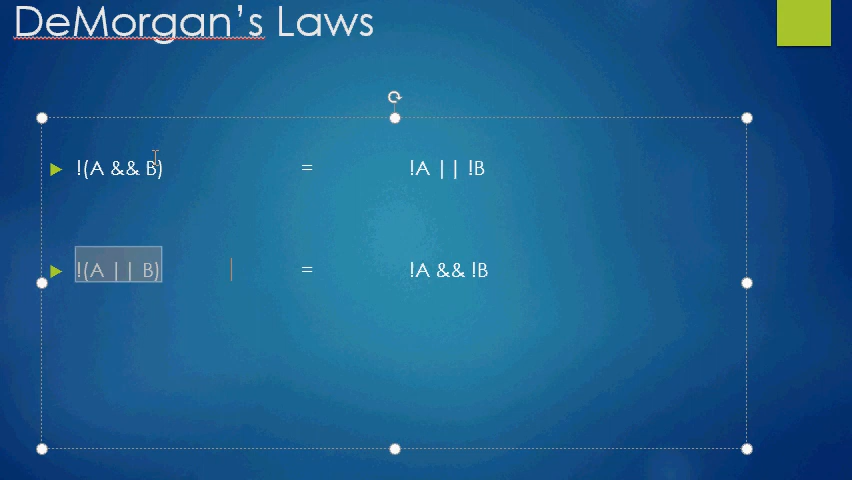 DeMorgan’s Laws
!(A && B) = !A || !B
!(A || B) = !A && !B